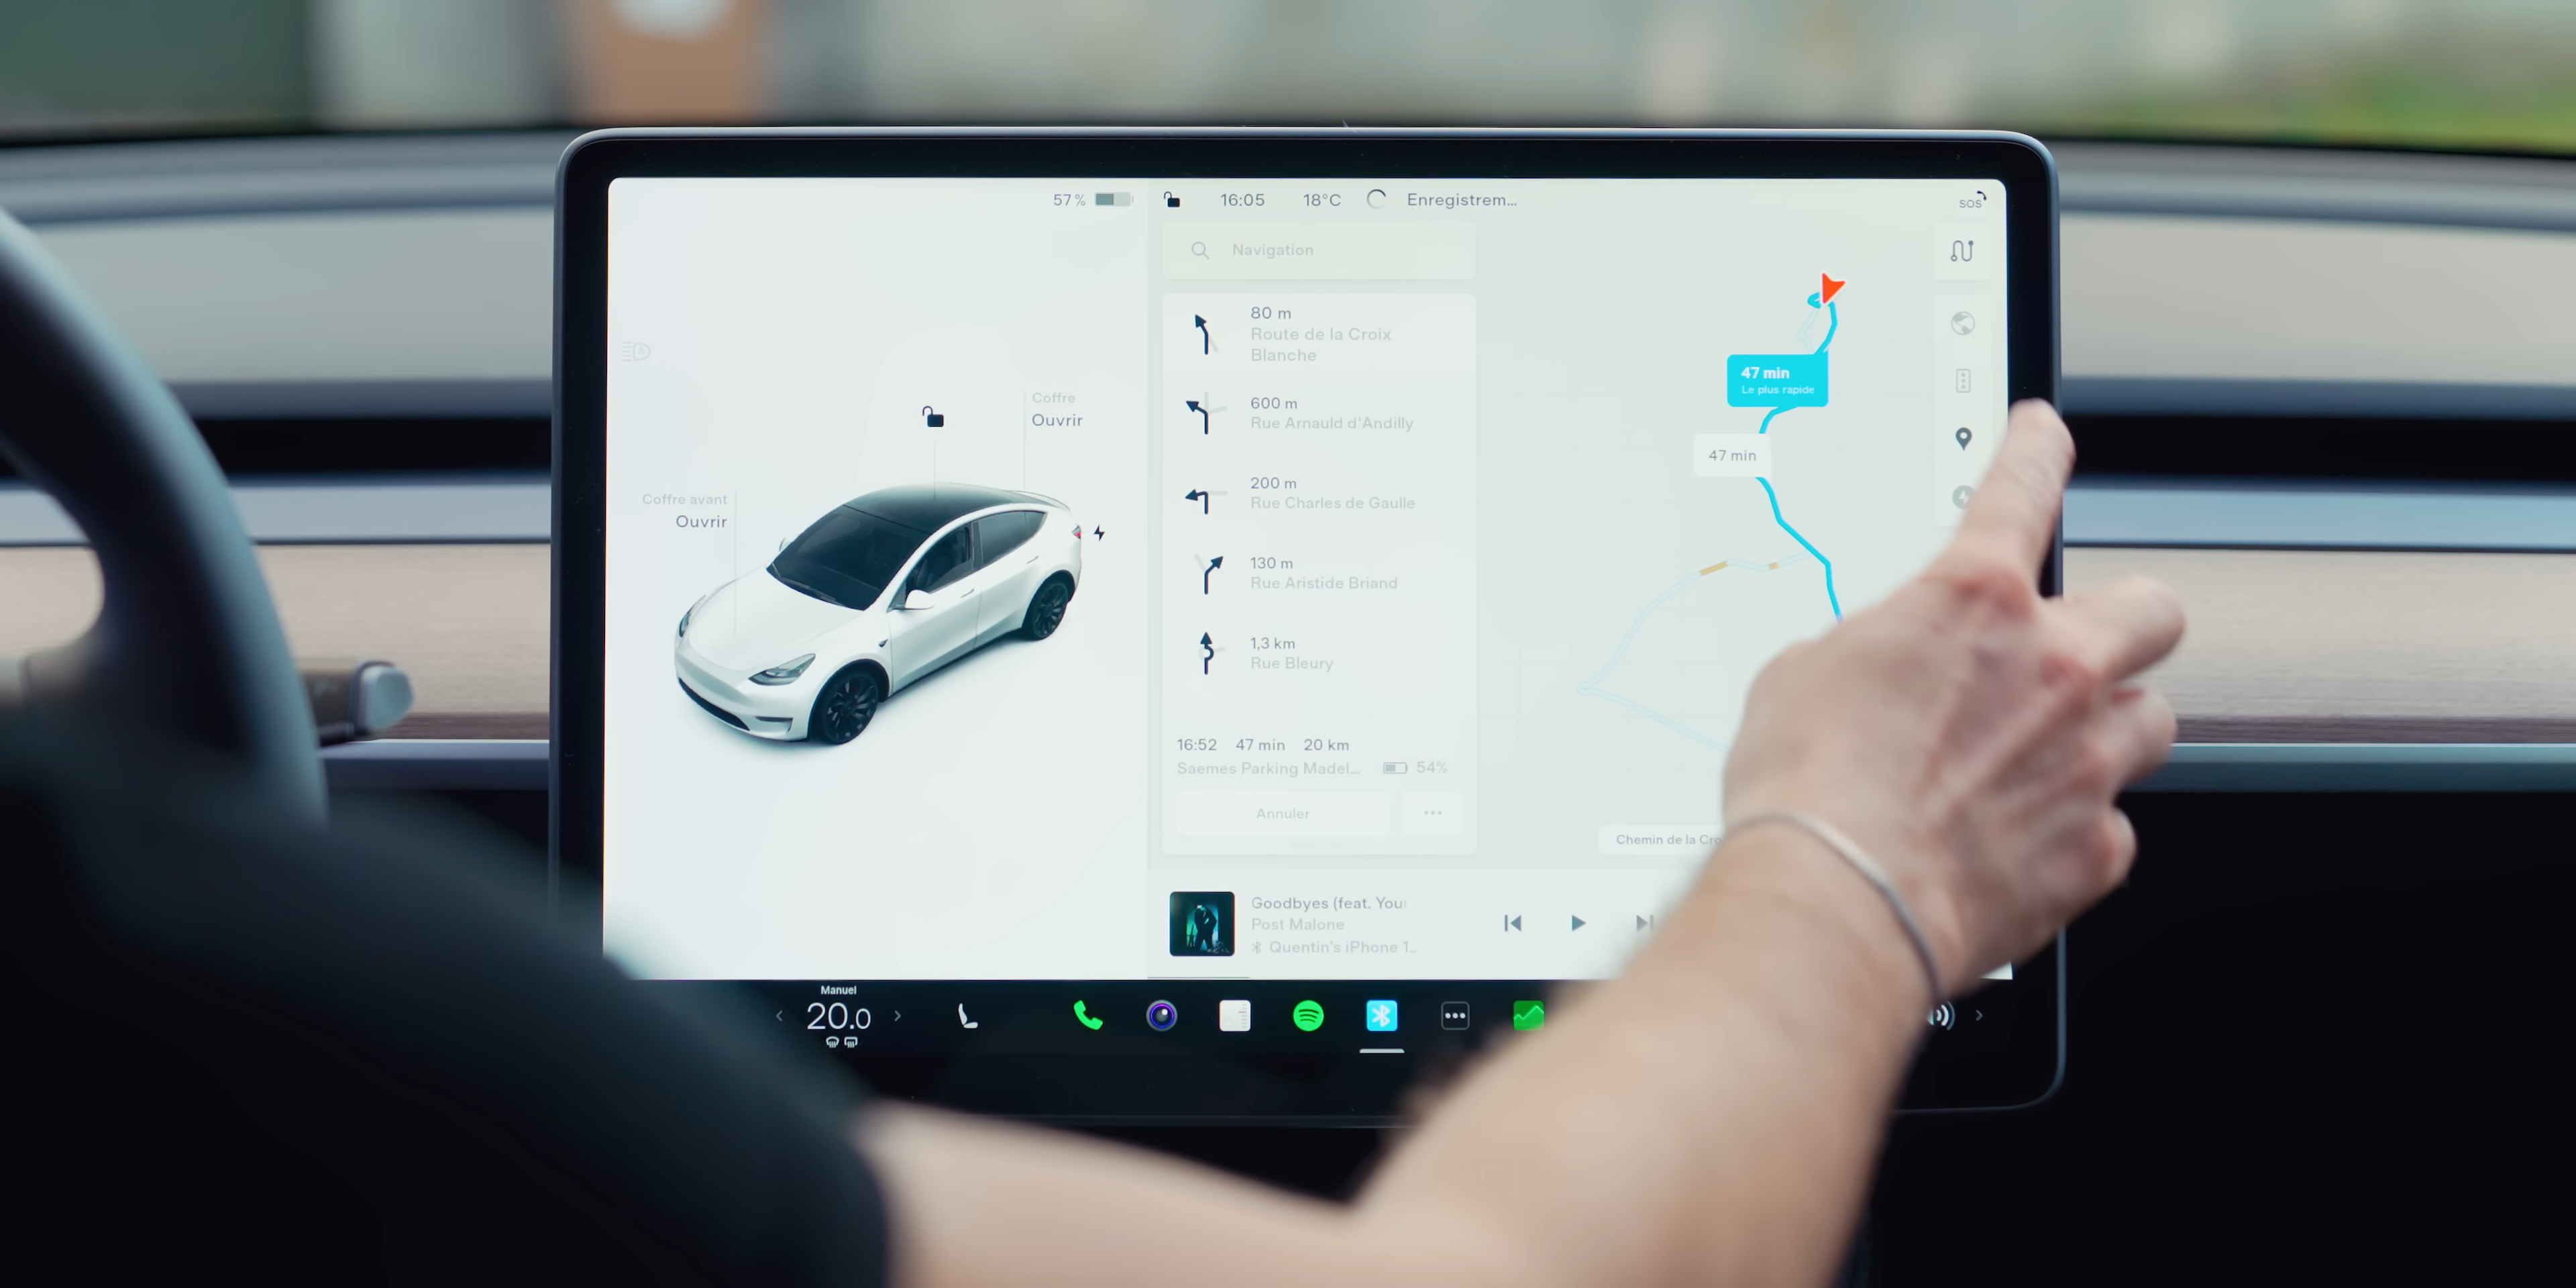 57 %
16:05 18°C Enregistrem...
SOS
Navigation
80 m
Route de la Croix
Blanche
600 m
Rue Arnauld d'Andilly
200 m
Rue Charles de Gaulle
130 m
Rue Aristide Briand
1,3 km
Rue Bleury
16:52 47 min 20 km
Saemes Parking Madel... 54%
Annuler
Coffre
Ouvrir
Coffre avant
Ouvrir
47 min
Le plus rapide
47 min
Chemin de la Cro
Goodbyes (feat. You
Post Malone
Quentin's iPhone 1...
Manuel
20.0